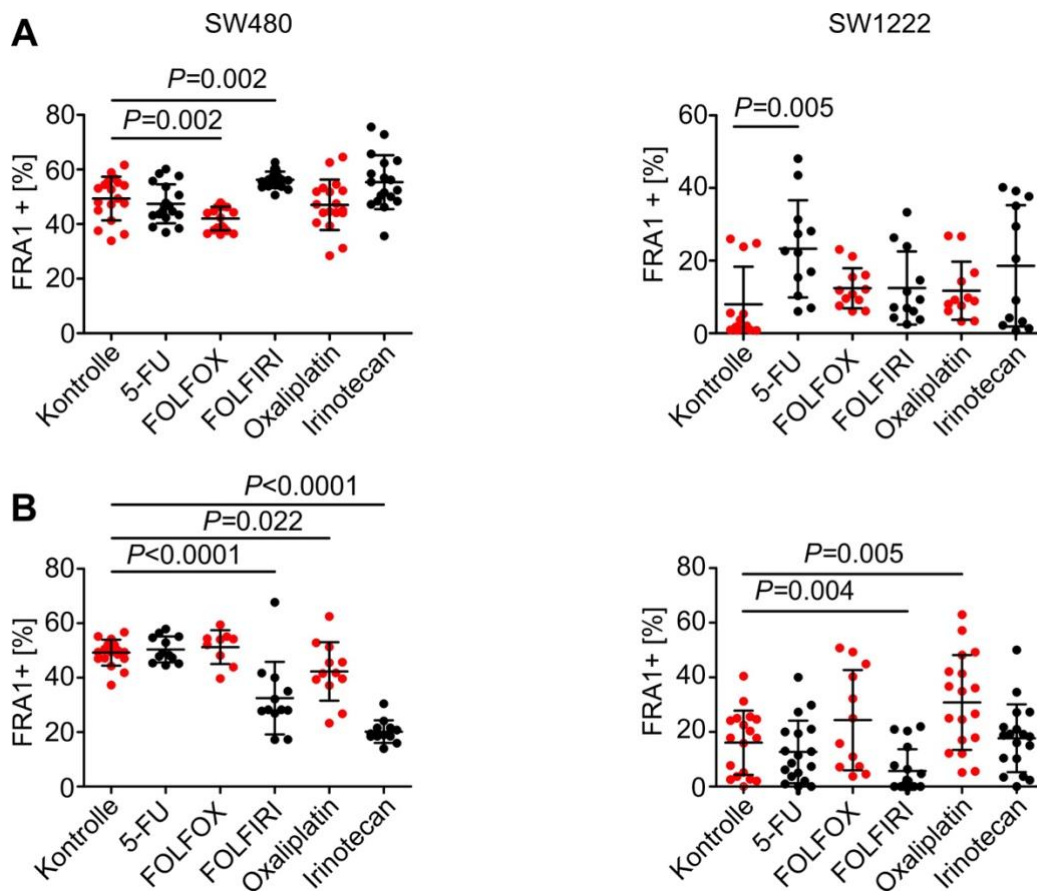 A
SW480
SW1222
P=0.002
P=0.002
P=0.005
FRA1 + [%]
80
60
40
20
0
Kontrolle
5-FU
FOLFOX
FOLFIRI
Oxaliplatin
Irinotecan
FRA1 + [%]
60
40
20
0
Kontrolle
5-FU
FOLFOX
FOLFIRI
Oxaliplatin
Irinotecan
B
P<0.0001
P=0.022
P<0.0001
FRA1+ [%]
80
60
40
20
0
Kontrolle
5-FU
FOLFOX
FOLFIRI
Oxaliplatin
Irinotecan
P=0.005
P=0.004
FRA1+ [%]
80
60
40
20
0
Kontrolle
5-FU
FOLFOX
FOLFIRI
Oxaliplatin
Irinotecan